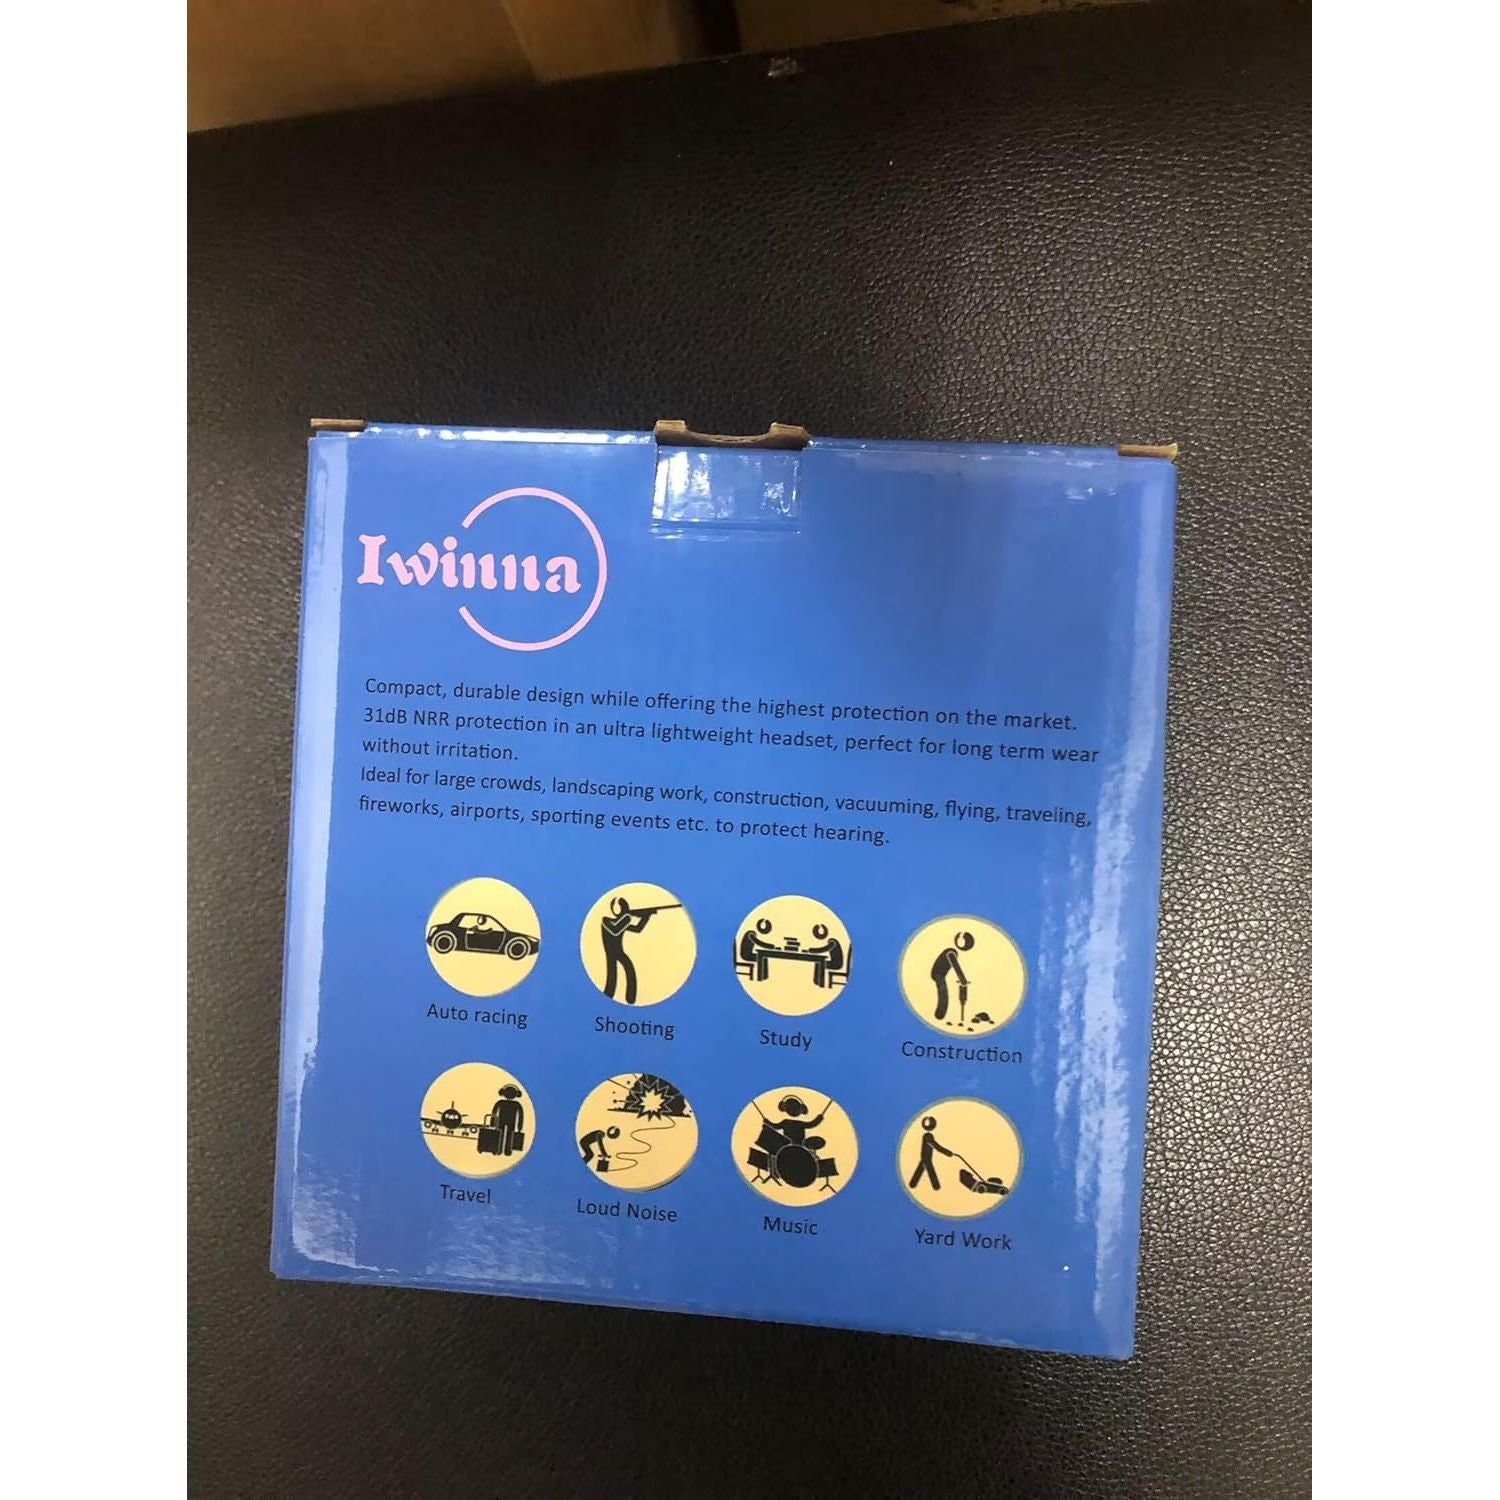 Iwinna
Compact, durable design while offering the highest protection on the market.
31dB NRR protection in an ultra lightweight headset, perfect for long term wear
without irritation.
Ideal for large crowds, landscaping work, construction, vacuuming, flying, traveling,
fireworks, airports, sporting events etc. to protect hearing.
Auto racing
Shooting
Study
Construction
Travel
Loud Noise
Music
Yard Work